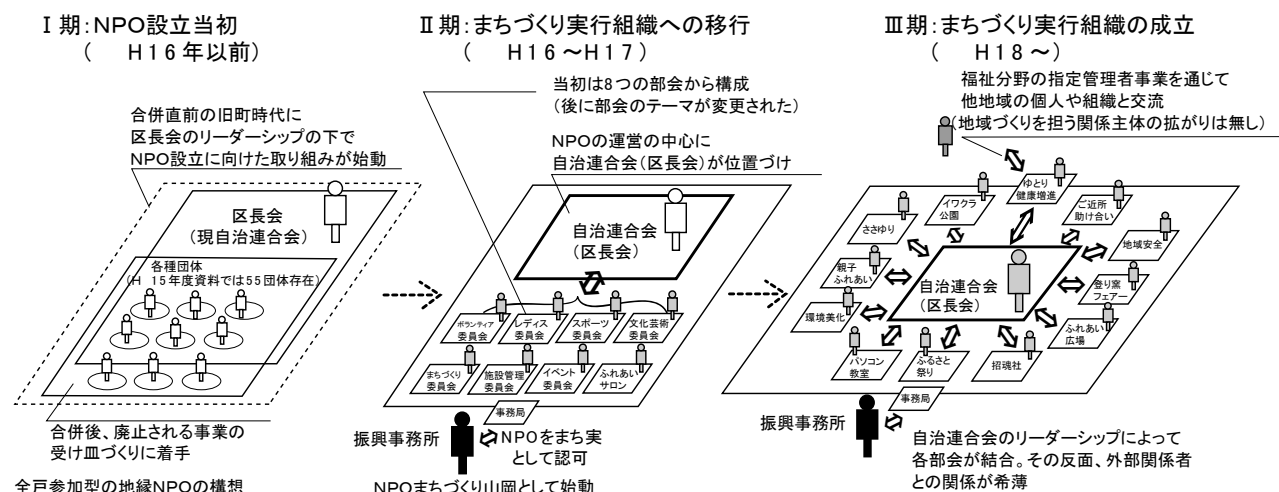 Ⅰ期：NPO設立当初
（　H16年以前）
合併直前の旧町時代に
区長会のリーダーシップの下で
NPO設立に向けた取り組みが始動
区長会
（現自治連合会）
各種団体
（H 15年度資料では55団体存在）
合併後、廃止される事業の
受け皿づくりに着手
全戸参加型の地縁NPOの構想
Ⅱ期：まちづくり実行組織への移行
（　H16～H17）
当初は8つの部会から構成
（後に部会のテーマが変更された）
NPOの運営の中心に
自治連合会（区長会）が位置づけ
自治連合会
（区長会）
ボランティア
委員会
レディス
委員会
スポーツ
委員会
文化芸術
委員会
まちづくり
委員会
施設管理
委員会
イベント
委員会
ふれあい
サロン
事務局
振興事務所
NPOをまち実
として認可
NPOまちづくり山岡として始動
Ⅲ期：まちづくり実行組織の成立
（　H18～）
福祉分野の指定管理者事業を通じて
他地域の個人や組織と交流
（地域づくりを担う関係主体の拡がりは無し）
ゆとり
健康増進
イワクラ
公園
ご近所
助け合い
ささゆり
地域安全
親子
ふれあい
自治連合会
（区長会）
登り窯
フェアー
環境美化
ふれあい
広場
パソコン
教室
ふるさと
祭り
招魂社
事務局
振興事務所
自治連合会のリーダーシップによって
各部会が結合。その反面、外部関係者
との関係が希薄